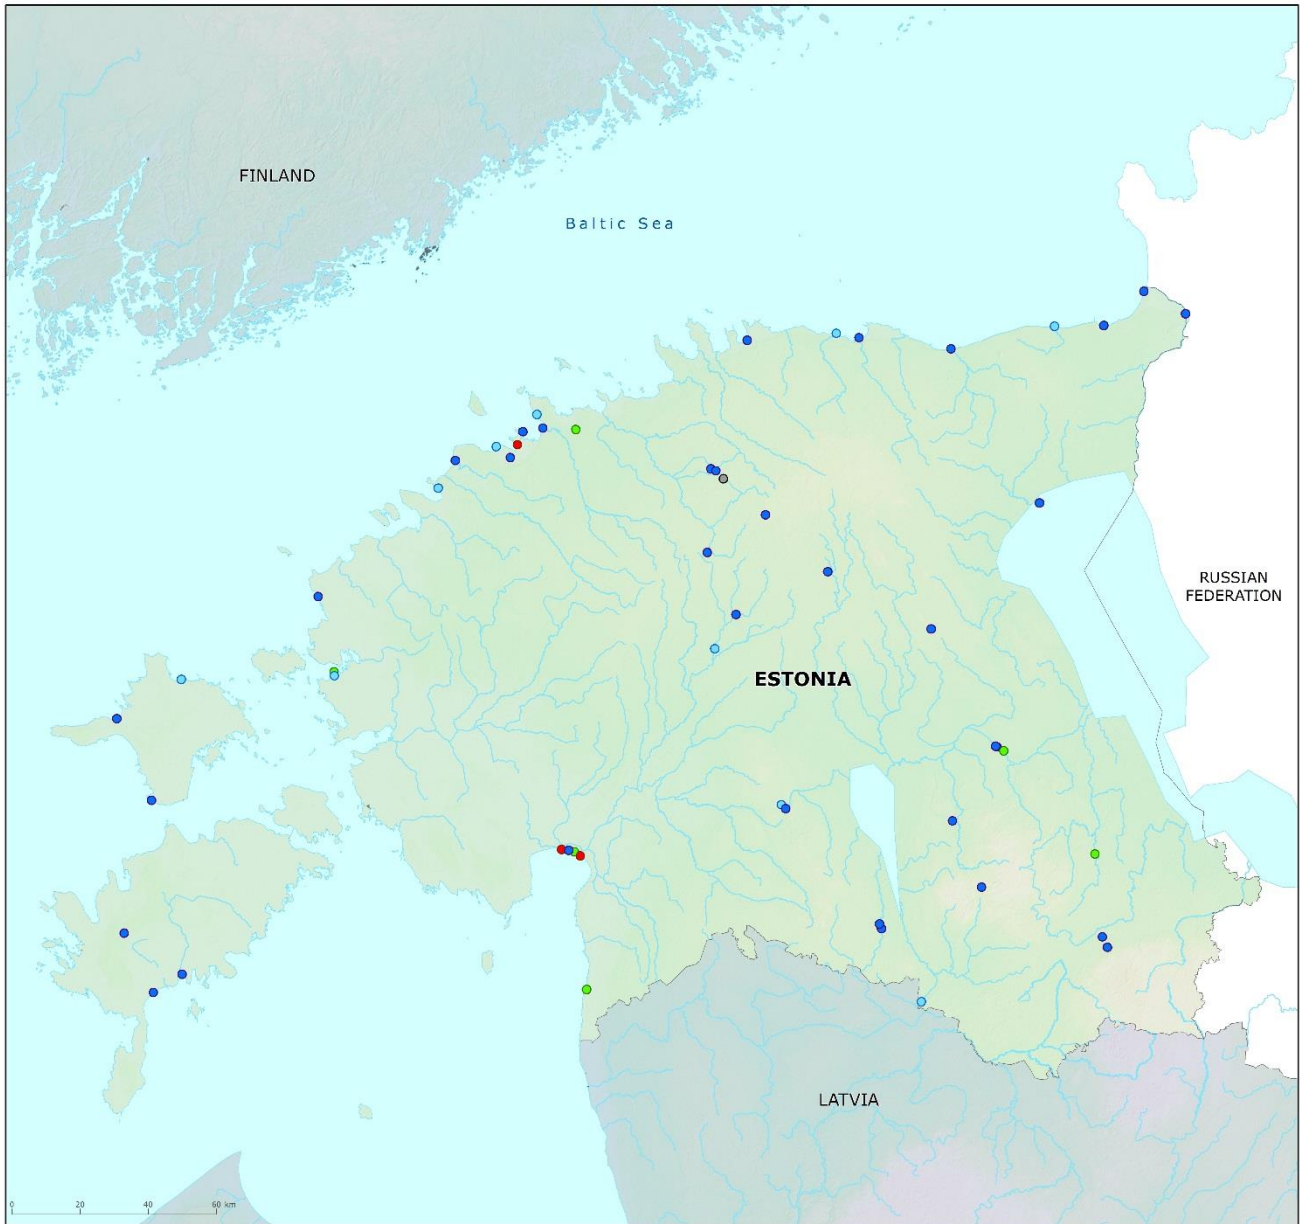 FINLAND
Baltic Sea
RUSSIAN
FEDERATION
ESTONIA
LATVIA
0 20 40 60 km